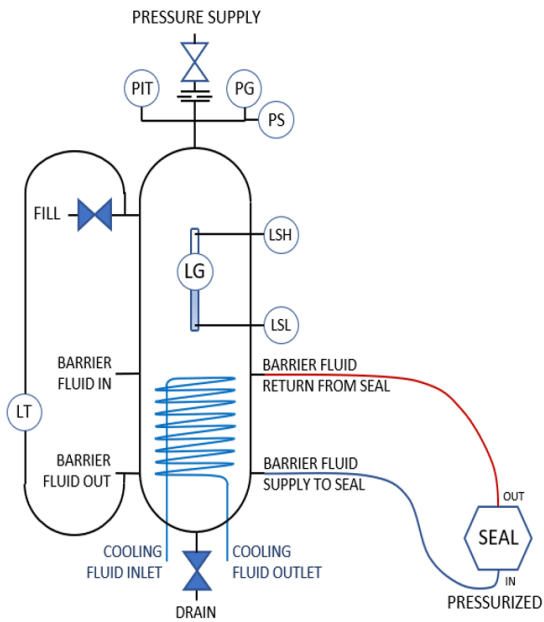 PRESSURE SUPPLY
PIT
PG
PS
FILL
LSH
LG
LSL
BARRIER
FLUID IN
BARRIER FLUID
RETURN FROM SEAL
LT
BARRIER
FLUID OUT
BARRIER FLUID
SUPPLY TO SEAL
OUT
SEAL
IN
PRESSURIZED
COOLING
FLUID INLET
COOLING
FLUID OUTLET
DRAIN